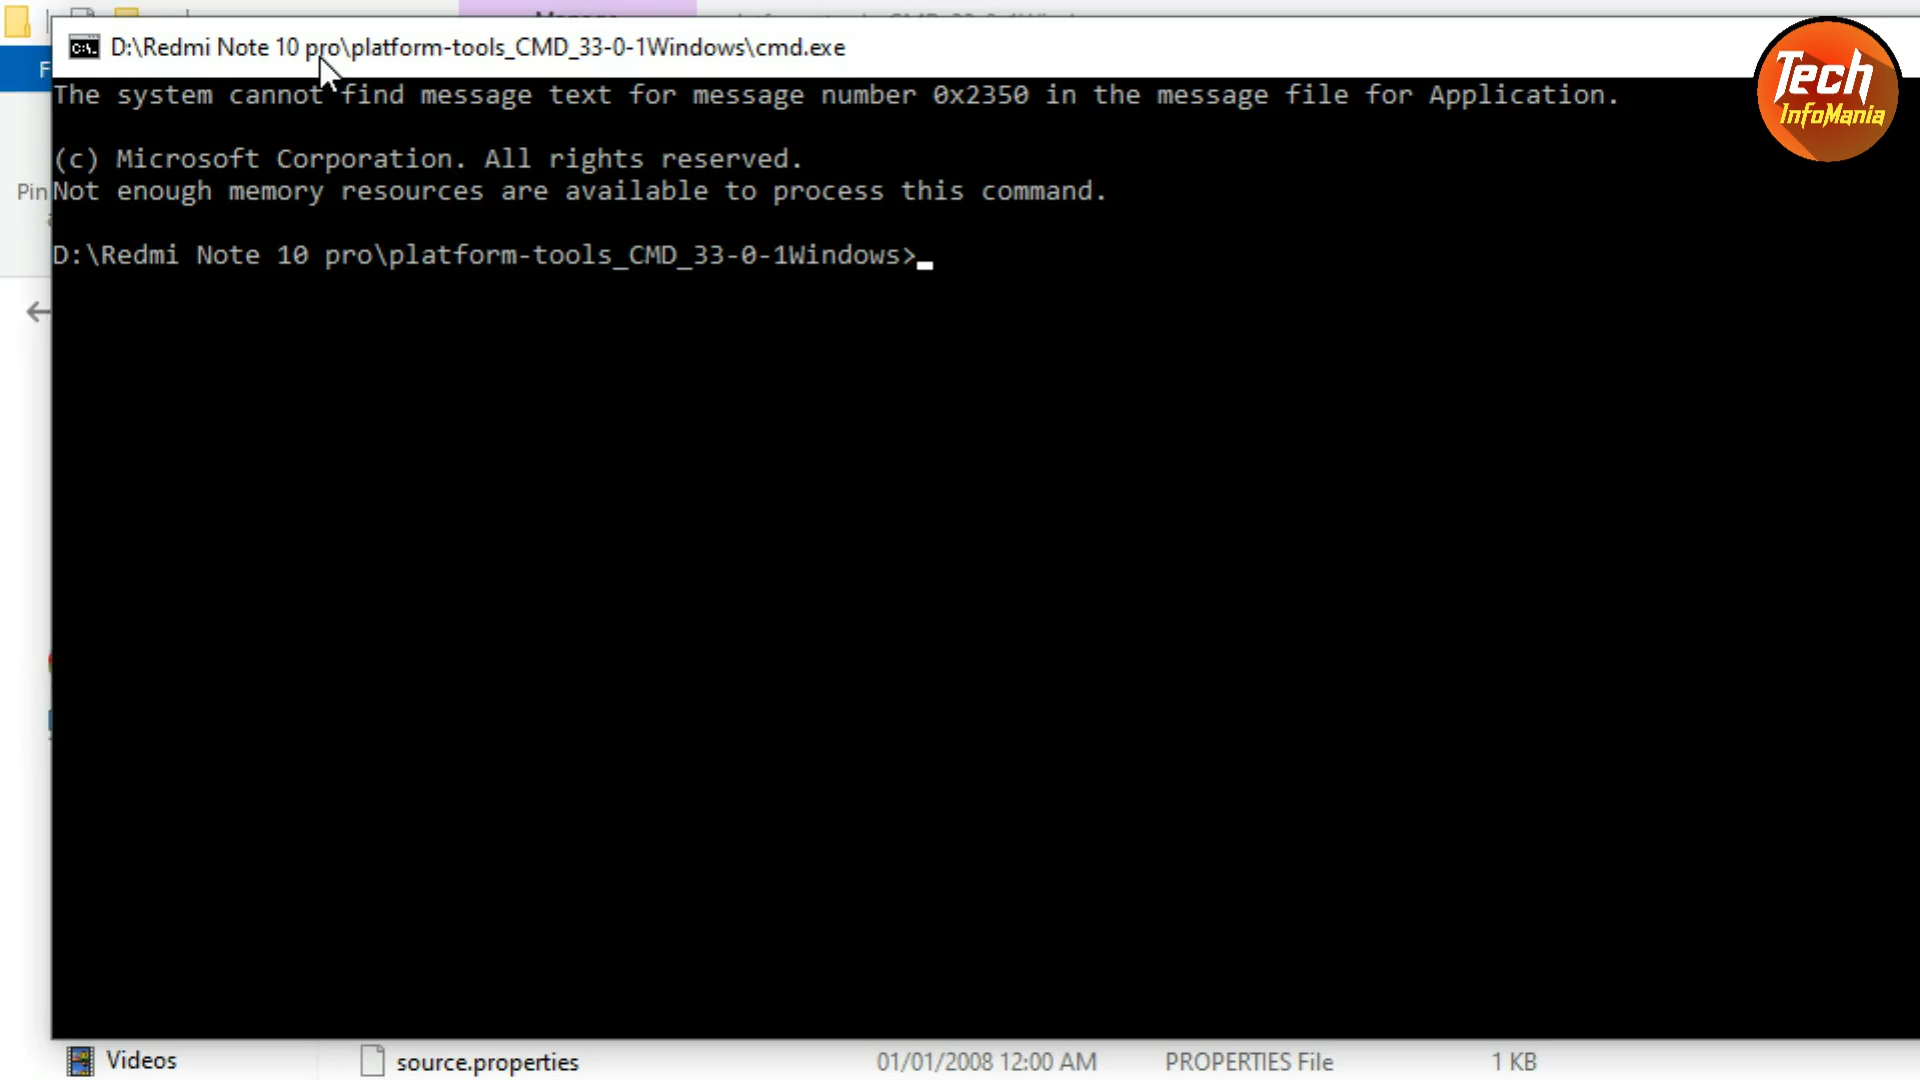 D:\Redmi Note 10 pro\platform-tools_CMD_33-0-1Windows\cmd.exe
Tech
InfoMania
The system cannot find message text for message number 0x2350 in the message file for Application.
(c) Microsoft Corporation. All rights reserved.
Pin
Not enough memory resources are available to process this command.
D:\Redmi Note 10 pro\platform-tools_CMD_33-0-1Windows>
Videos source.properties 01/01/2008 12:00 AM PROPERTIES File 1 KB